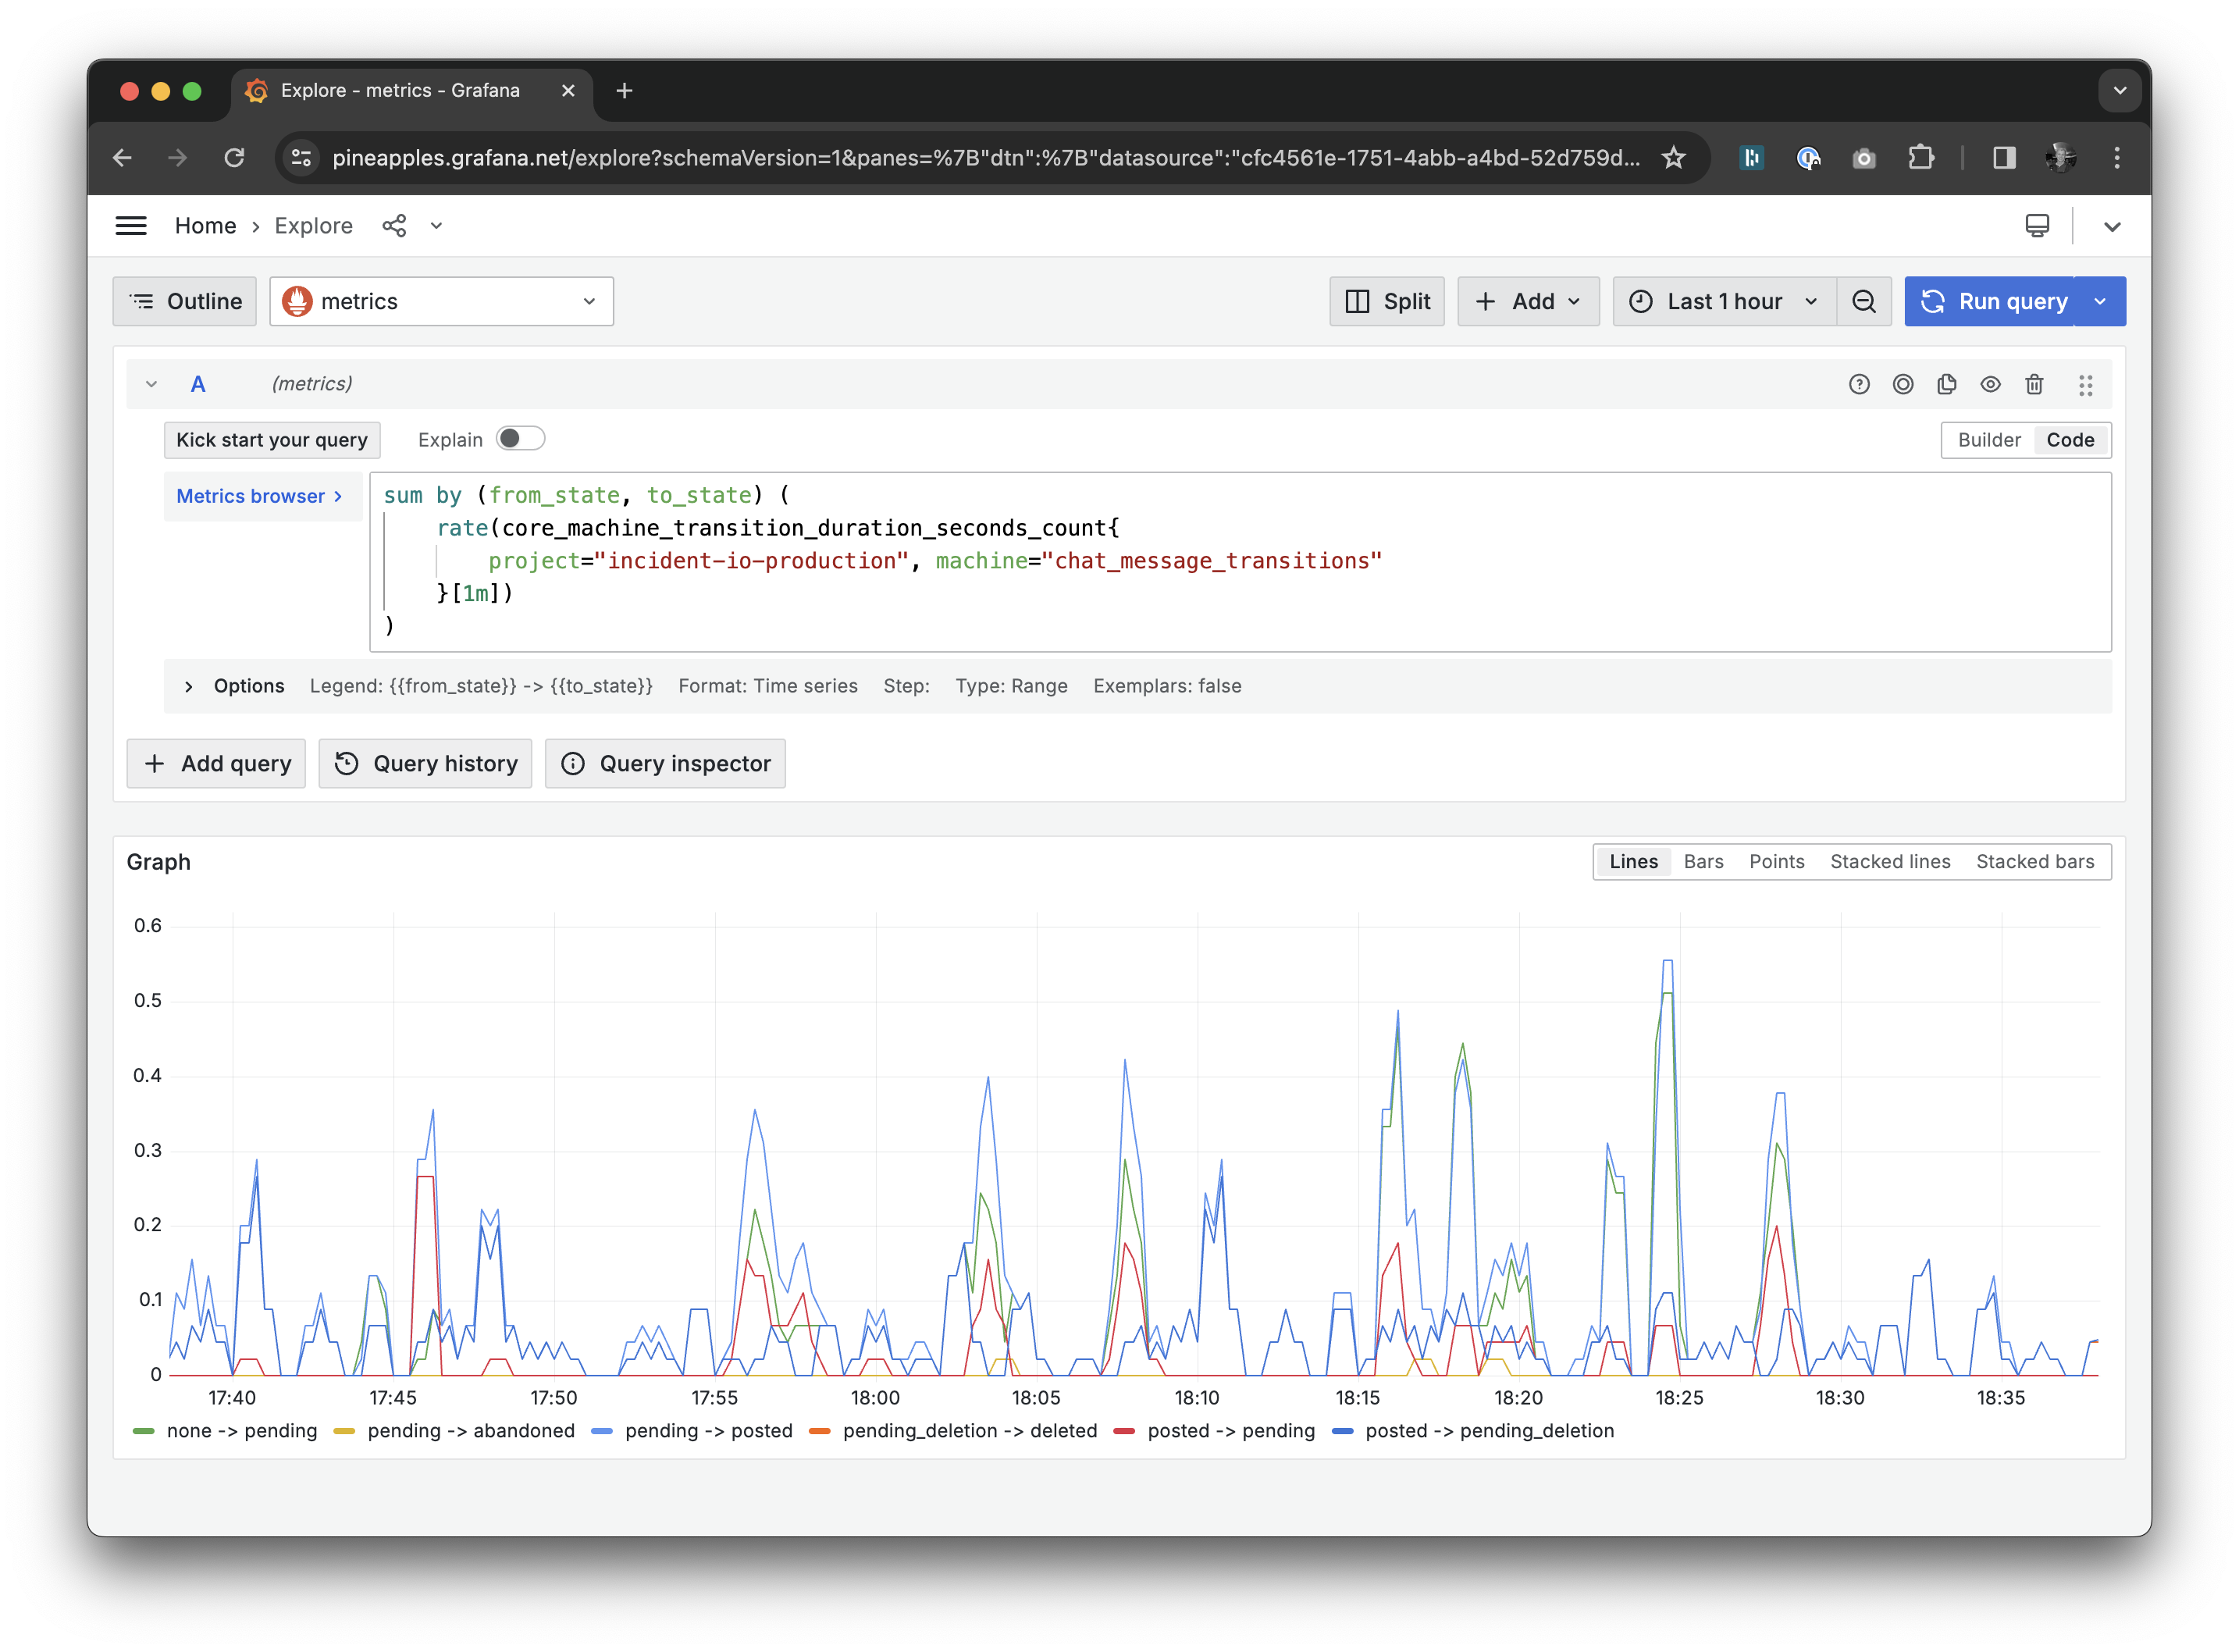 Explore - metrics - Grafana
pineapples.grafana.net/explore?schemaVersion=1&panes=%7B"dtn":%7B"datasource":"cfc4561e-1751-4abb-a4bd-52d759d...
Home › Explore
Outline metrics Split + Add Last 1 hour Run query
A (metrics)
Kick start your query Explain Builder Code
Metrics browser >
sum by (from_state, to_state) (
rate(core_machine_transition_duration_seconds_count{
project="incident-io-production", machine="chat_message_transitions"
}[1m])
)
Options Legend: {{from_state}} -> {{to_state}} Format: Time series Step: Type: Range Exemplars: false
+ Add query Query history Query inspector
Graph Lines Bars Points Stacked lines Stacked bars
0.6
0.5
0.4
0.3
0.2
0.1
0
17:40 17:45 17:50 17:55 18:00 18:05 18:10 18:15 18:20 18:25 18:30 18:35
none -> pending pending -> abandoned pending -> posted pending_deletion -> deleted posted -> pending posted -> pending_deletion